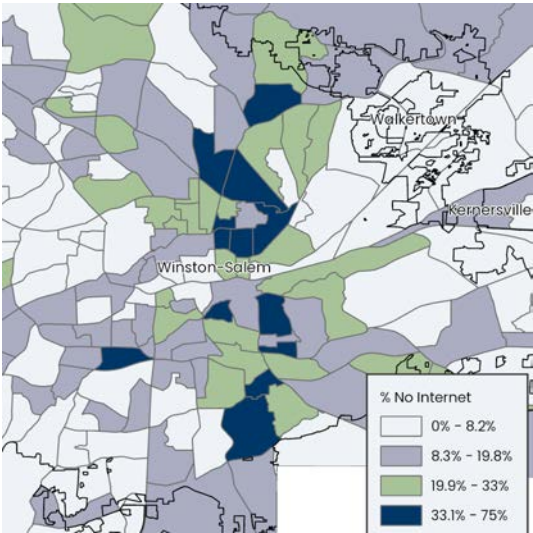 Walkertown
Kernersville
Winston-Salem
% No Internet
0% - 8.2%
8.3% - 19.8%
19.9% - 33%
33.1% - 75%